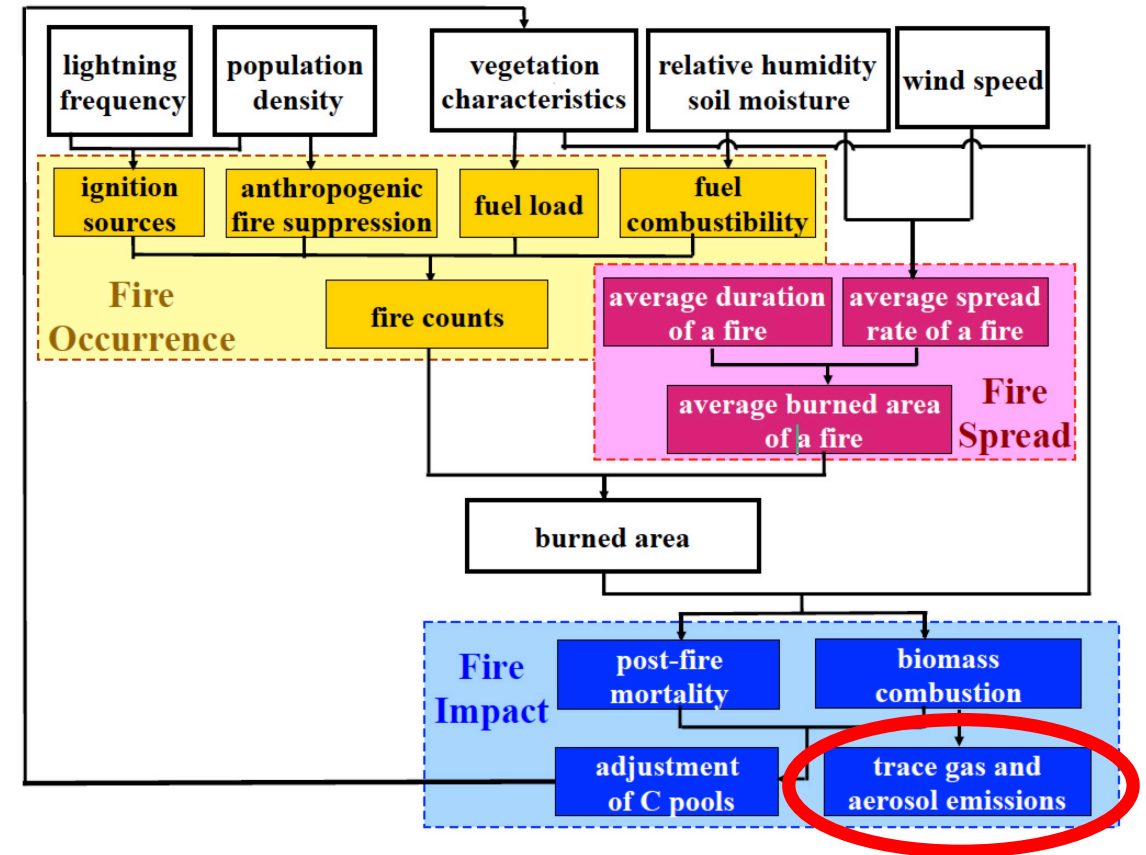 lightning
frequency
population
density
vegetation
characteristics
relative humidity
soil moisture
wind speed
ignition
sources
anthropogenic
fire suppression
fuel load
fuel
combustibility
Fire
Occurrence
fire counts
average duration
of a fire
average spread
rate of a fire
average burned area
of a fire
Fire
Spread
burned area
Fire
Impact
post-fire
mortality
biomass
combustion
adjustment
of C pools
trace gas and
aerosol emissions